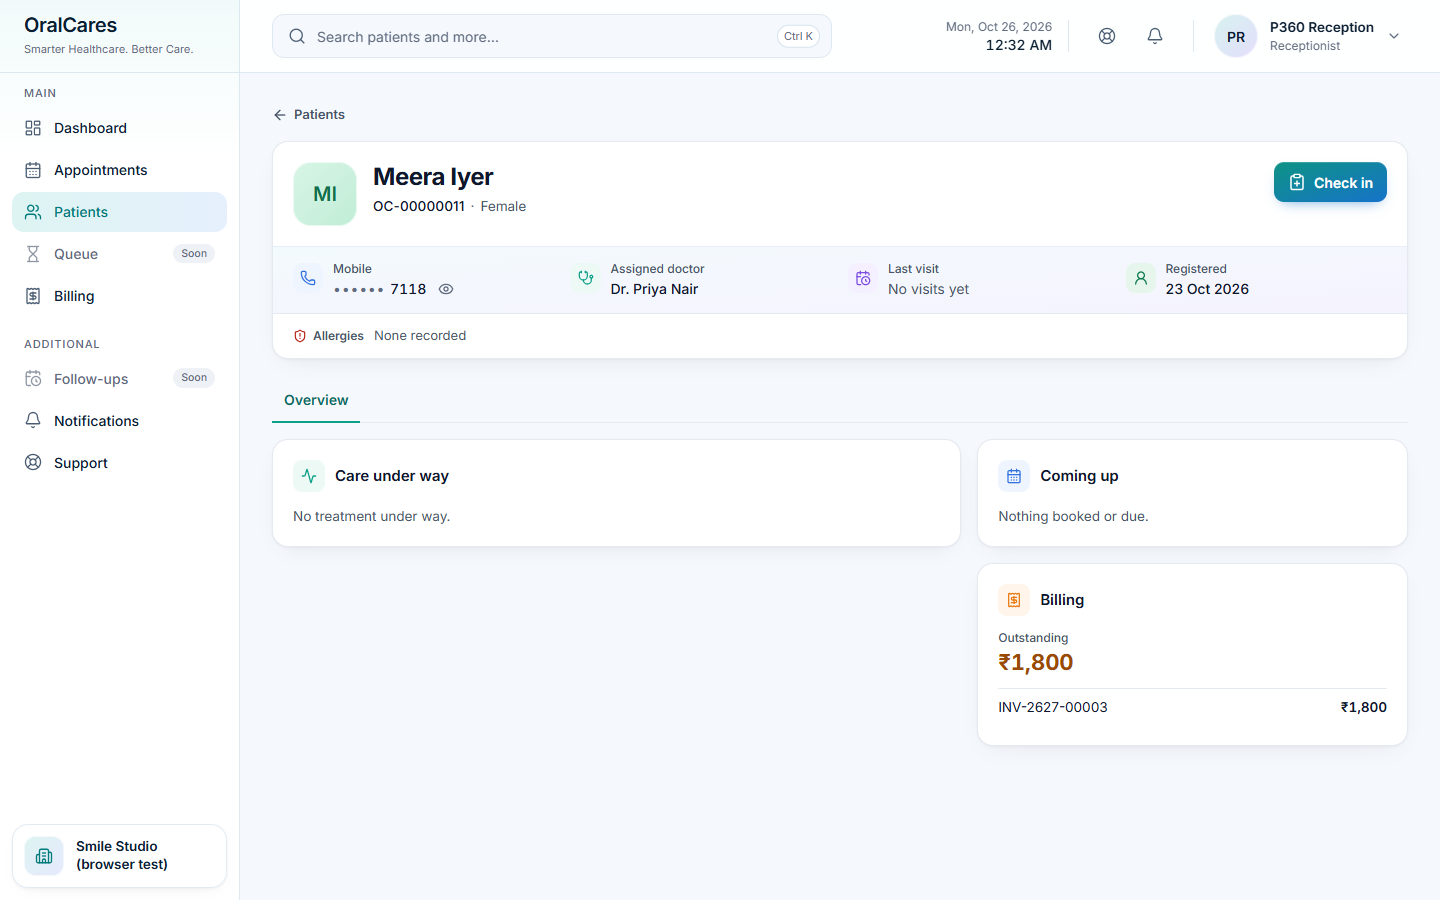 OralCares
Smarter Healthcare. Better Care.
Search patients and more...
Ctrl K
Mon, Oct 26, 2026
12:32 AM
PR
P360 Reception
Receptionist
MAIN
Dashboard
Appointments
Patients
Queue
Soon
Billing
ADDITIONAL
Follow-ups
Soon
Notifications
Support
Smile Studio
(browser test)
Patients
MI
Meera Iyer
OC-00000011 · Female
Check in
Mobile
•••••• 7118
Assigned doctor
Dr. Priya Nair
Last visit
No visits yet
Registered
23 Oct 2026
Allergies None recorded
Overview
Care under way
No treatment under way.
Coming up
Nothing booked or due.
Billing
Outstanding
₹1,800
INV-2627-00003 ₹1,800